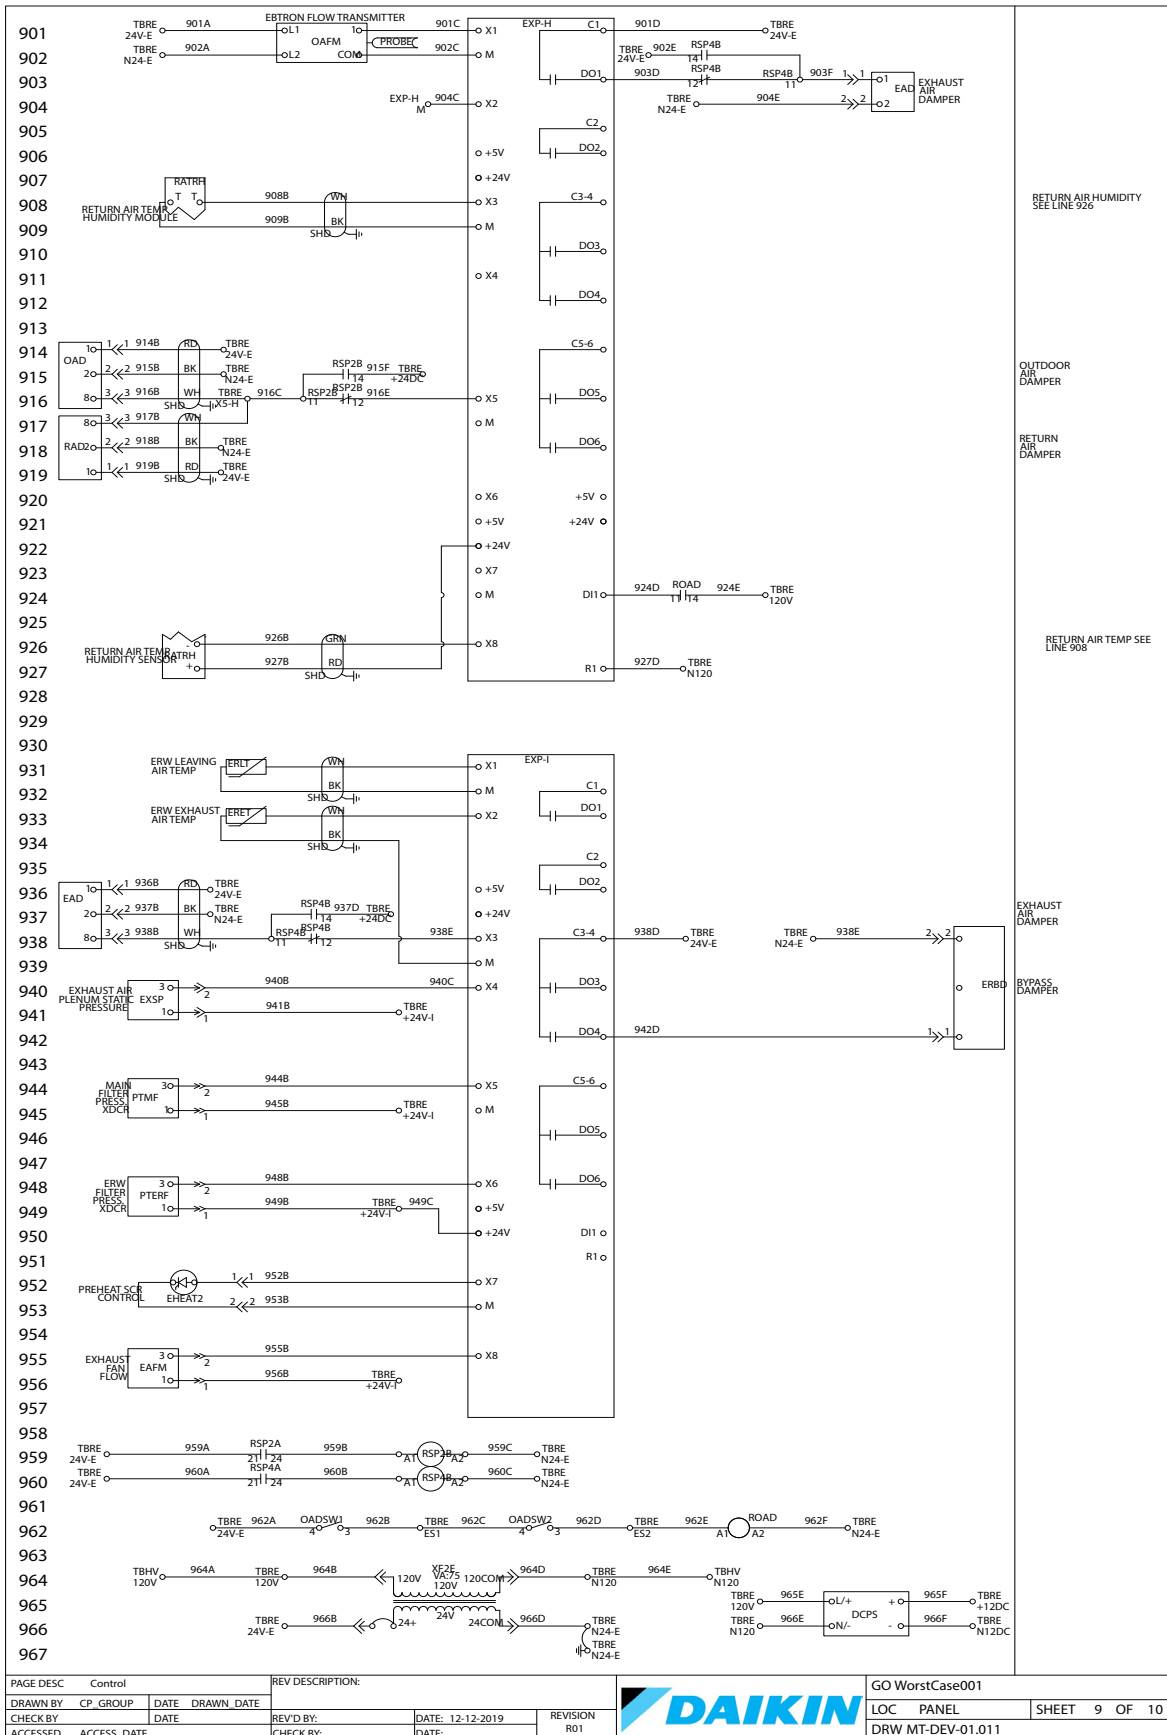 901 TBRE 24V-E 901A EBTRON FLOW TRANSMITTER L1 1 OAFM PROBE 901C X1 EXP-H C1 901D TBRE 24V-E
902 TBRE N24-E 902A L2 COM 902C M TBRE 24V-E 902E RSP4B 14
903 DO1 903D RSP4B 12 RSP4B 11 903F 1 1 1 EAD EXHAUST AIR DAMPER
904 EXP-H M 904C X2 TBRE N24-E 904E 2 2 2
905 C2
906 +5V DO2
907 +24V
908 RETURN AIR TEMP HUMIDITY MODULE RATRH T T 908B WH X3 C3-4 RETURN AIR HUMIDITY SEE LINE 926
909 909B BK SHD M
910 DO3
911 X4
912 DO4
913
914 OAD 1 1 1 914B RD TBRE 24V-E C5-6
915 2 2 2 915B BK TBRE N24-E RSP2B 14 915F TBRE +24DC OUTDOOR AIR DAMPER
916 8 3 3 916B WH SHD TBRE X5-H 916C RSP2B 11 RSP2B 12 916E X5 DO5
917 8 3 3 917B WH M
918 RAD 2 2 2 918B BK TBRE N24-E DO6 RETURN AIR DAMPER
919 1 1 1 919B RD SHD TBRE 24V-E
920 X6 +5V
921 +5V +24V
922 +24V
923 X7
924 M DI1 924D ROAD 11 14 924E TBRE 120V
925
926 RETURN AIR TEMP HUMIDITY SENSOR RATRH - 926B GRN X8 RETURN AIR TEMP SEE LINE 908
927 + 927B RD SHD R1 927D TBRE N120
928
929
930
931 ERW LEAVING AIR TEMP ERLT WH X1 EXP-I
932 BK SHD M C1
933 ERW EXHAUST AIR TEMP ERET WH X2 DO1
934 BK SHD
935 C2
936 EAD 1 1 1 936B RD TBRE 24V-E +5V DO2
937 2 2 2 937B BK TBRE N24-E RSP4B 14 937D TBRE +24DC +24V EXHAUST AIR DAMPER
938 8 3 3 938B WH SHD RSP4B 11 RSP4B 12 938E X3 C3-4 938D TBRE 24V-E TBRE N24-E 938E 2 2
939 M
940 EXHAUST AIR PLENUM STATIC PRESSURE EXSP 3 2 940B 940C X4 DO3 ERBD BYPASS DAMPER
941 1 1 941B TBRE +24V-I
942 DO4 942D 1 1
943
944 MAIN FILTER PRESS. XDCR PTMF 3 2 944B X5 C5-6
945 1 1 945B TBRE +24V-I M
946 DO5
947
948 ERW FILTER PRESS. XDCR PTERF 3 2 948B X6 DO6
949 1 1 949B TBRE +24V-I 949C +5V
950 +24V DI1
951 R1
952 PREHEAT SCR CONTROL EHEAT2 1 1 952B X7
953 2 2 953B M
954
955 EXHAUST FAN FLOW EAFM 3 2 955B X8
956 1 1 956B TBRE +24V-I
957
958
959 TBRE 24V-E 959A RSP2A 21 24 959B A1 RSP2B A2 959C TBRE N24-E
960 TBRE 24V-E 960A RSP4A 21 24 960B A1 RSP4B A2 960C TBRE N24-E
961
962 TBRE 24V-E 962A OADSW1 4 3 962B TBRE ES1 962C OADSW2 4 3 962D TBRE ES2 962E A1 ROAD A2 962F TBRE N24-E
963
964 TBHV 120V 964A TBRE 120V 964B 120V XF2E VA:75 120V 120COM 964D TBRE N120 964E TBHV N120
965 24V TBRE 120V 965E L/+ DCPS + 965F TBRE +12DC
966 TBRE 24V-E 966B 24+ 24COM 966D TBRE N24-E TBRE N120 966E N/- - 966F TBRE N12DC
967 TBRE N24-E
PAGE DESC Control REV DESCRIPTION: GO WorstCase001
DRAWN BY CP_GROUP DATE DRAWN_DATE DAIKIN LOC PANEL SHEET 9 OF 10
CHECK BY DATE REV'D BY: DATE: 12-12-2019 REVISION R01
ACCESSED ACCESS_DATE CHECK BY: DATE: DRW MT-DEV-01.011